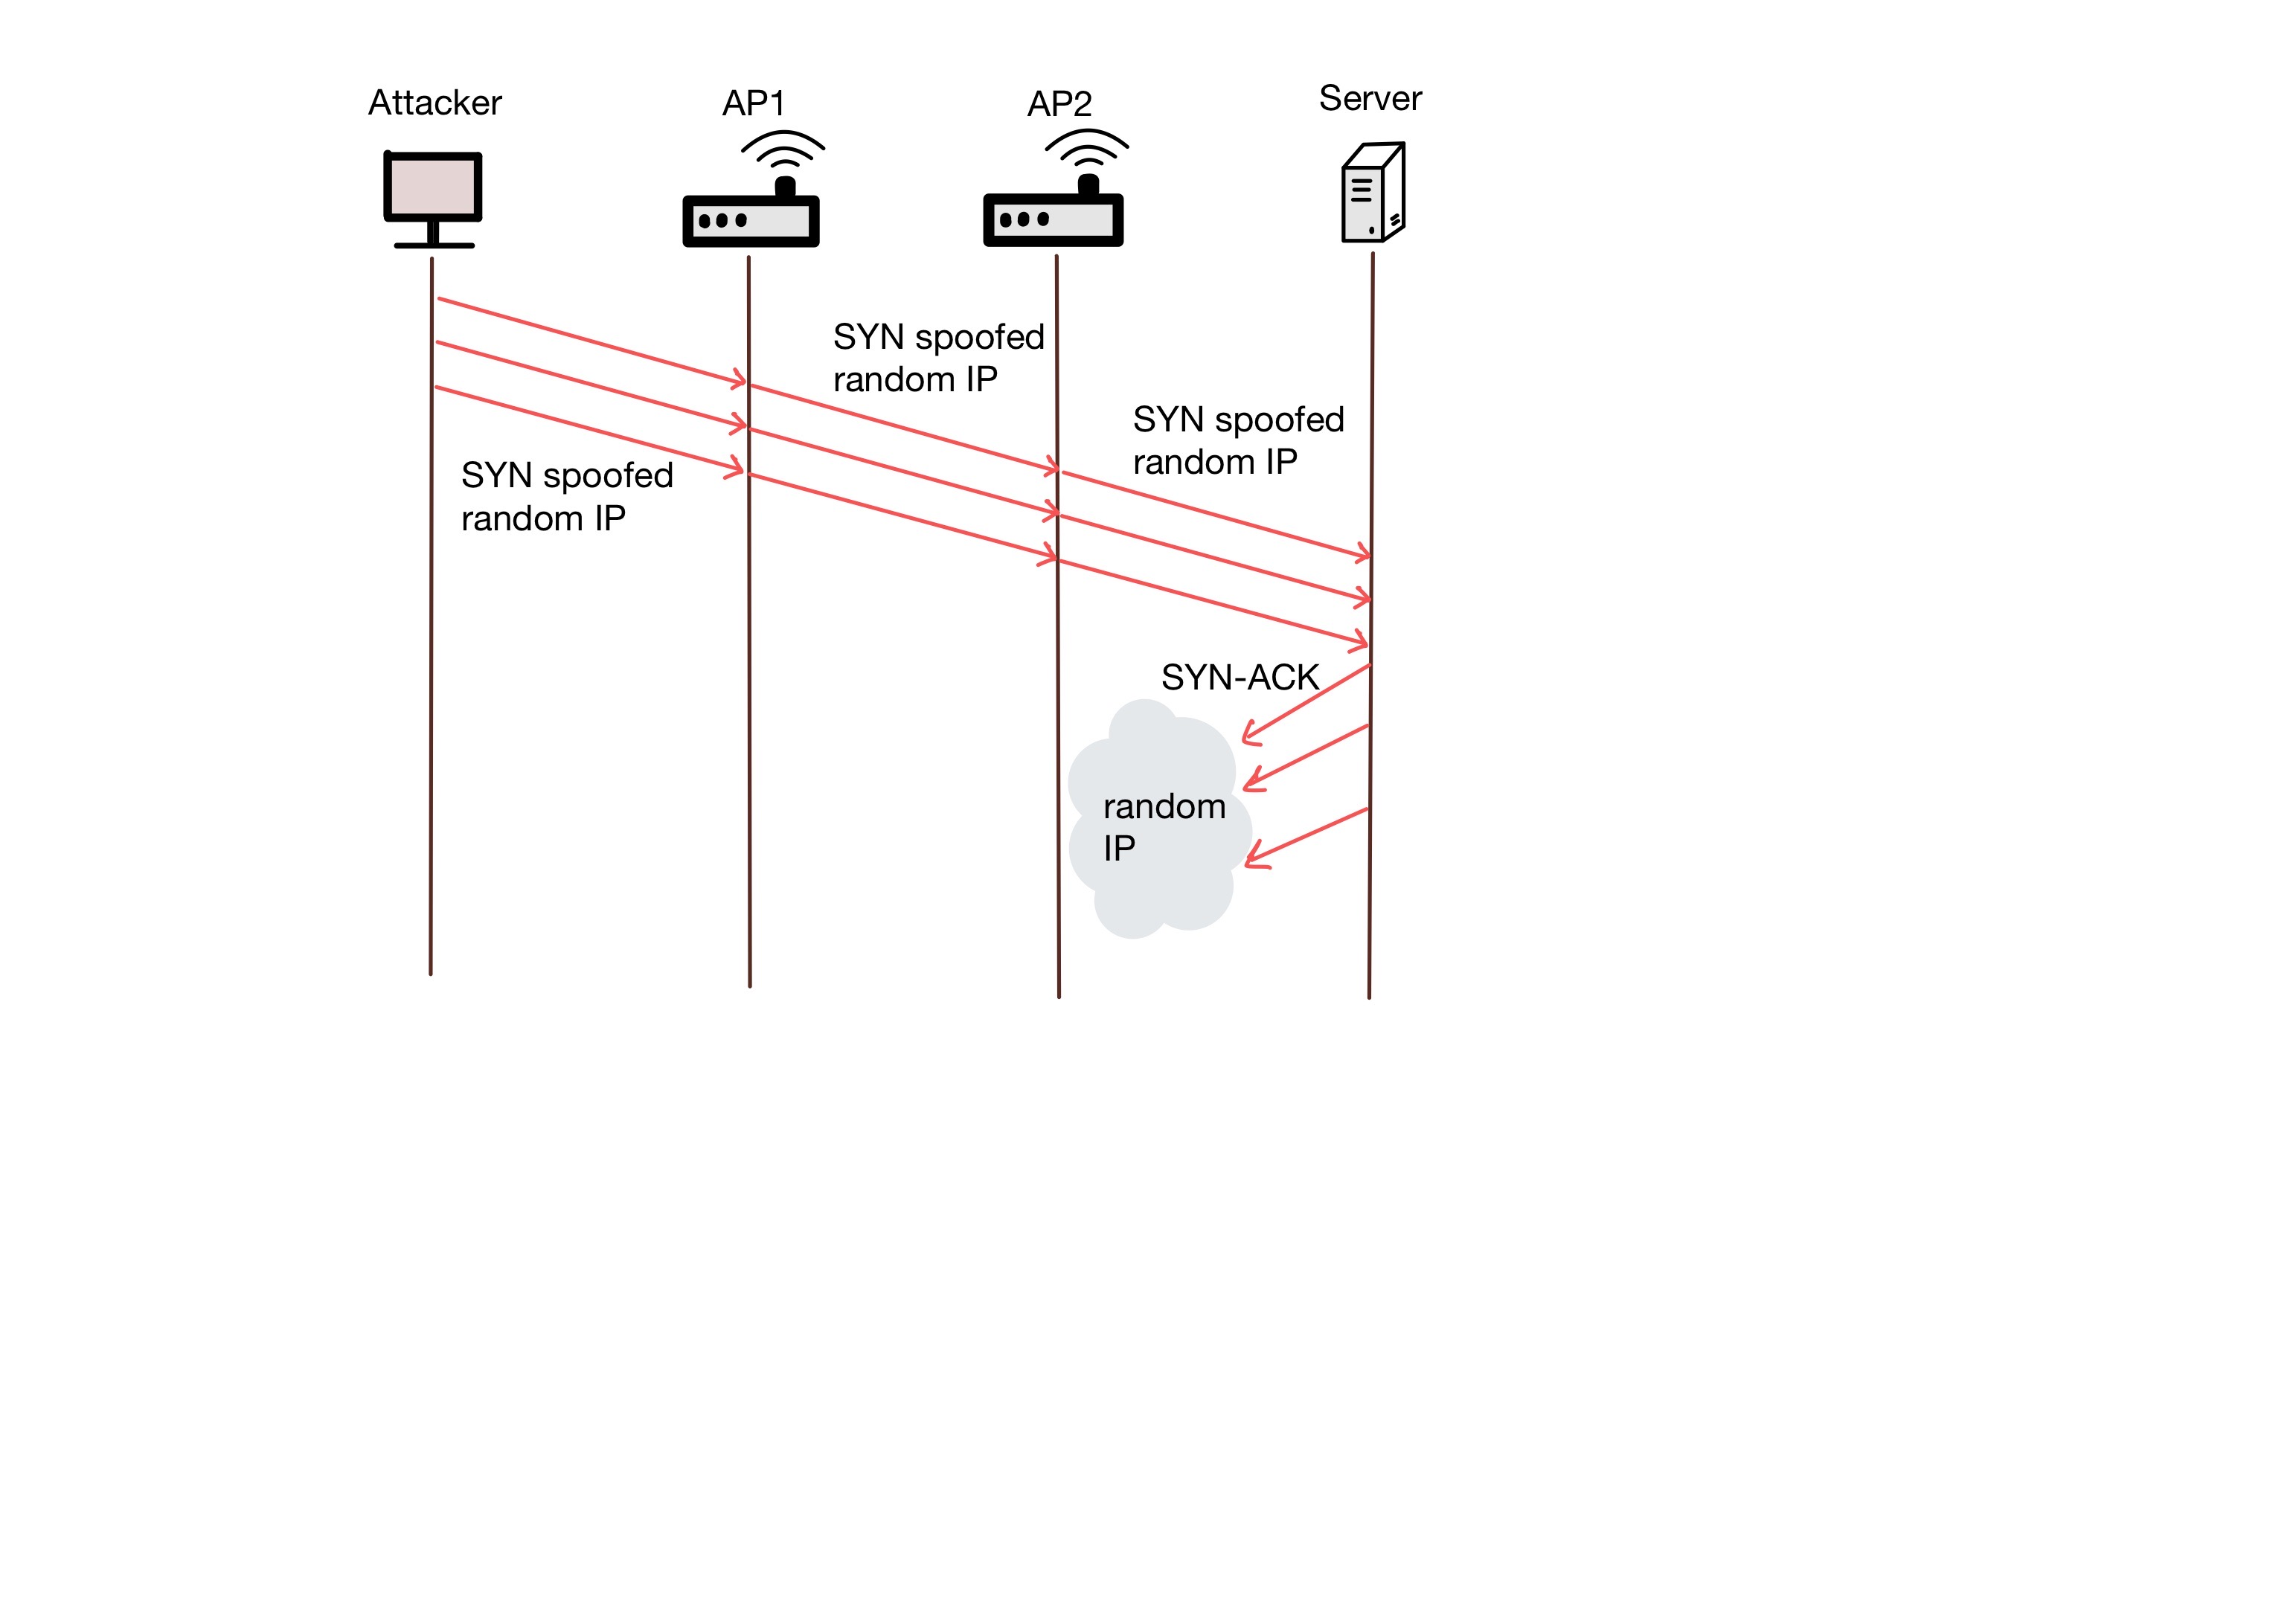 Attacker
AP1
AP2
Server
SYN spoofed
random IP
SYN spoofed
random IP
SYN spoofed
random IP
SYN-ACK
random
IP